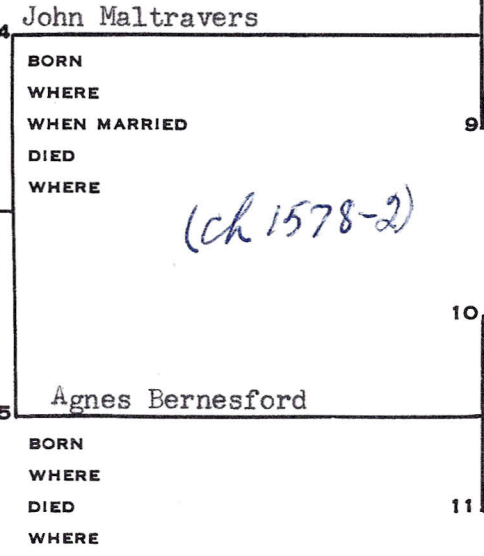 John Maltravers
4
BORN
WHERE
WHEN MARRIED
9
DIED
WHERE
(ch 1578-2)
10
Agnes Bernesford
5
BORN
WHERE
DIED
11
WHERE